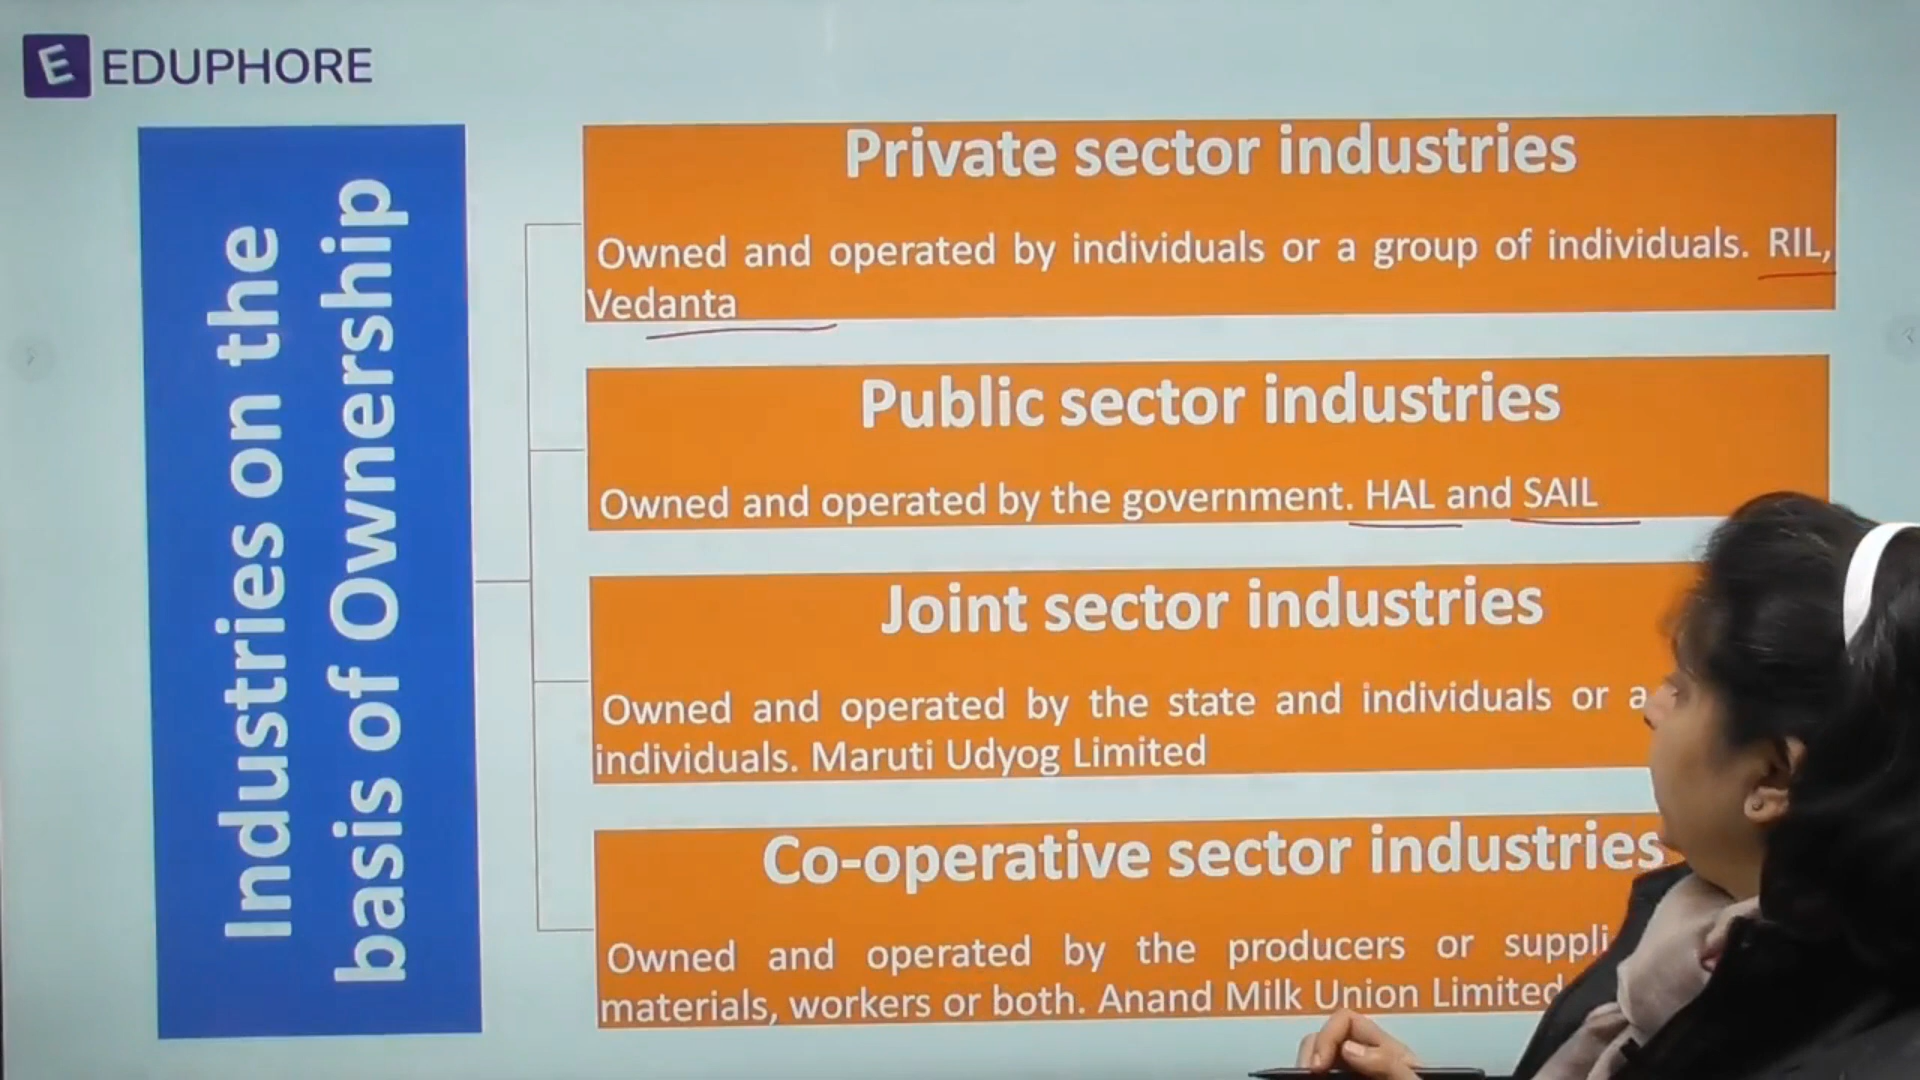 E EDUPHORE
Industries on the
basis of Ownership
Private sector industries
Owned and operated by individuals or a group of individuals. RIL,
Vedanta
Public sector industries
Owned and operated by the government. HAL and SAIL
Joint sector industries
Owned and operated by the state and individuals or a
individuals. Maruti Udyog Limited
Co-operative sector industries
Owned and operated by the producers or
materials, workers or both. Anand Milk Union Limited